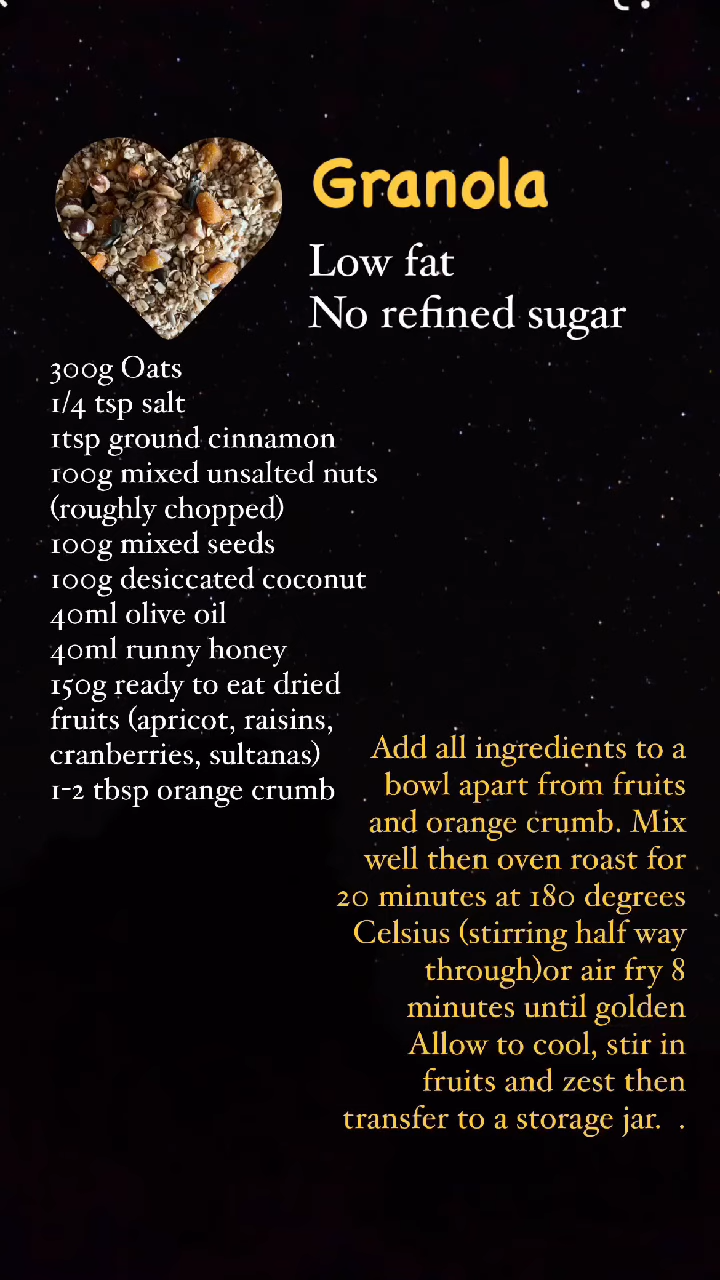 Granola
Low fat
No refined sugar
300g Oats
1/4 tsp salt
1tsp ground cinnamon
100g mixed unsalted nuts
(roughly chopped)
100g mixed seeds
100g desiccated coconut
40ml olive oil
40ml runny honey
150g ready to eat dried
fruits (apricot, raisins,
cranberries, sultanas)
1-2 tbsp orange crumb
Add all ingredients to a
bowl apart from fruits
and orange crumb. Mix
well then oven roast for
20 minutes at 180 degrees
Celsius (stirring half way
through)or air fry 8
minutes until golden
Allow to cool, stir in
fruits and zest then
transfer to a storage jar.  .